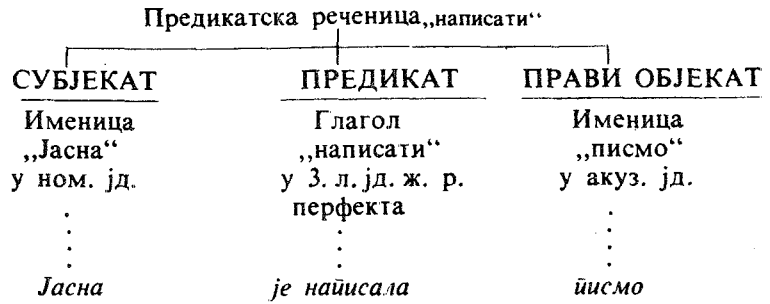 Предикатска реченица „написати“
СУБЈЕКАТ ПРЕДИКАТ ПРАВИ ОБЈЕКАТ
Именица Глагол Именица
„Јасна“ „написати“ „писмо“
у ном. јд. у 3. л. јд. ж. р. у акуз. јд.
перфекта
. . .
. . .
. . .
. . .
Јасна је написала писмо